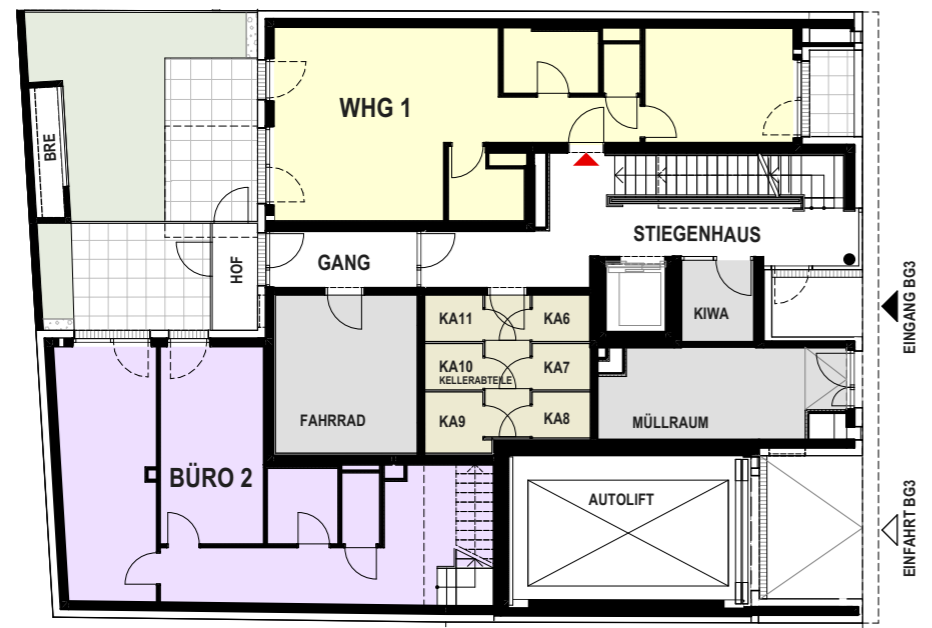 WHG 1
BRE
STIEGENHAUS
GANG
HOF
KIWA
EINGANG BG3
KA11
KA6
KA10
KELLERABTEILE
KA7
KA9
KA8
FAHRRAD
MÜLLRAUM
BÜRO 2
AUTOLIFT
EINFAHRT BG3